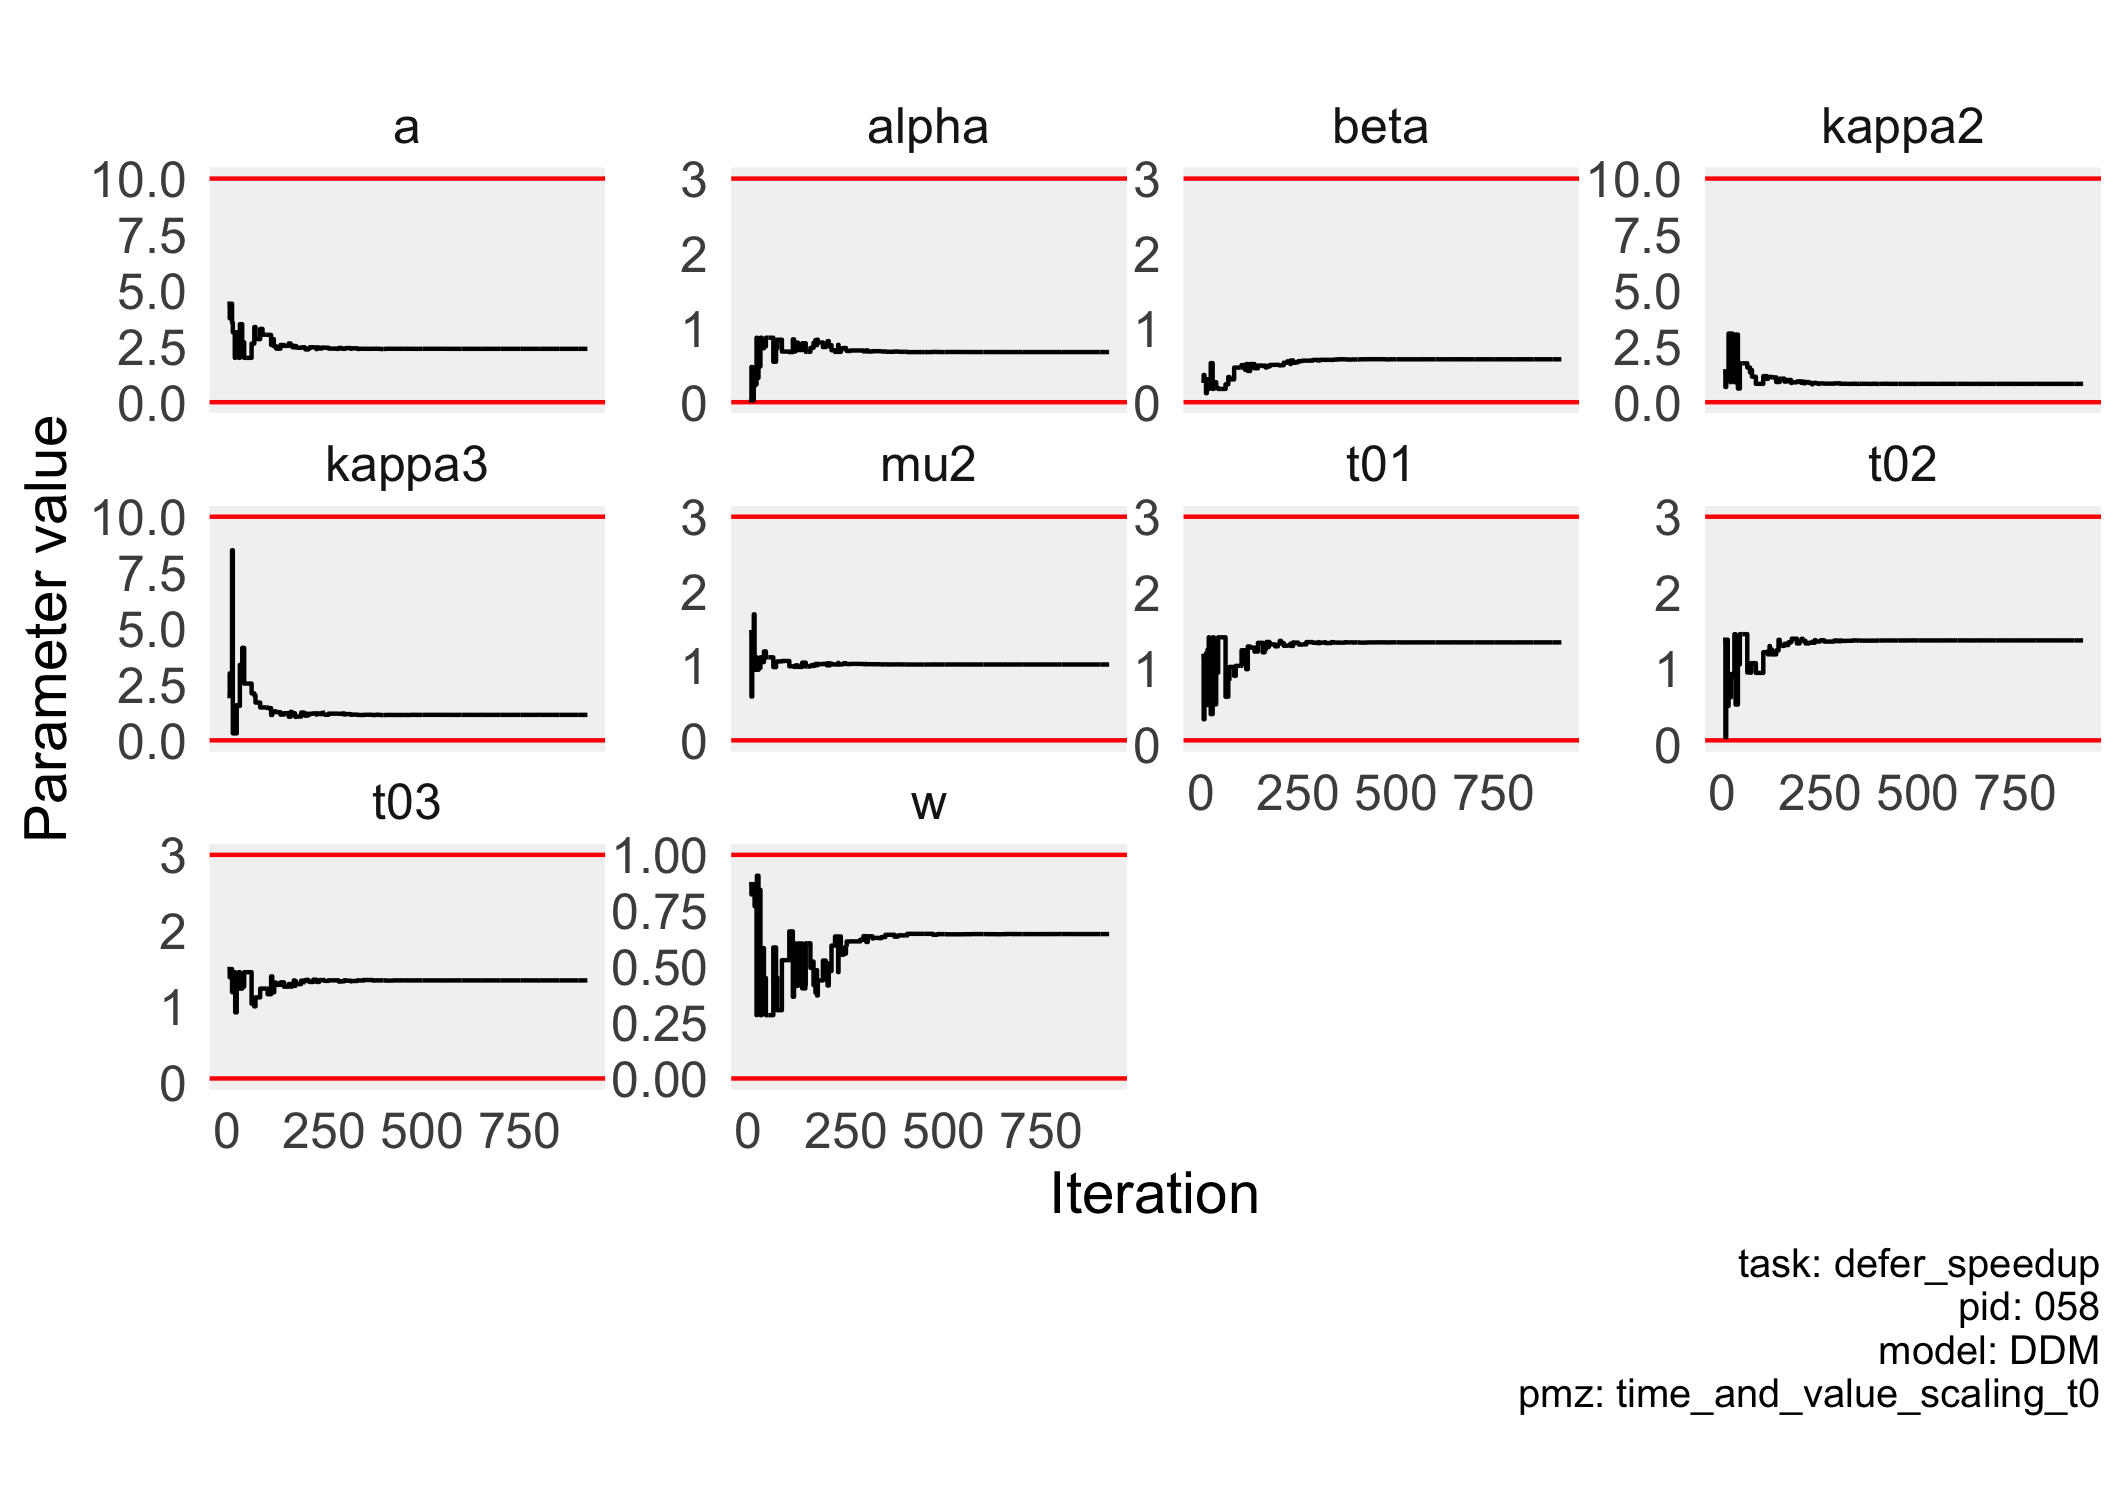 a alpha beta kappa2
10.0 3 3 10.0
7.5 7.5
2 2
5.0 5.0
1 1
2.5 2.5
0.0 0 0 0.0
kappa3 mu2 t01 t02
10.0 3 3 3
7.5
2 2 2
5.0
2.5 1 1 1
0.0 0 0 0
0 250 500 750 0 250 500 750
t03 w
3 1.00
2 0.75
0.50
1 0.25
0 0.00
0 250 500 750 0 250 500 750
Parameter value
Iteration
task: defer_speedup
pid: 058
model: DDM
pmz: time_and_value_scaling_t0